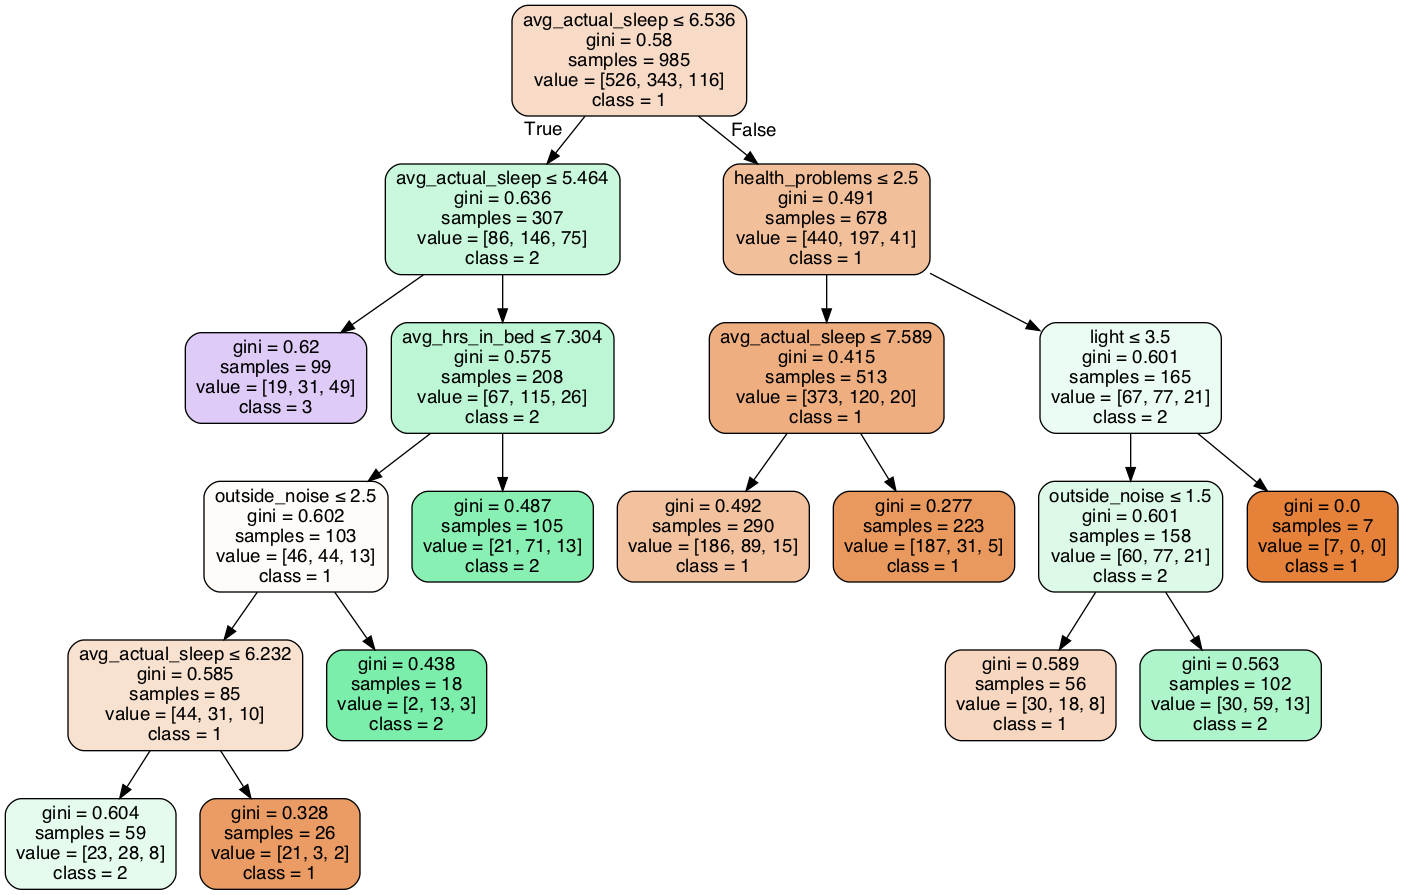 avg_actual_sleep ≤ 6.536
gini = 0.58
samples = 985
value = [526, 343, 116]
class = 1
True
False
avg_actual_sleep ≤ 5.464
gini = 0.636
samples = 307
value = [86, 146, 75]
class = 2
health_problems ≤ 2.5
gini = 0.491
samples = 678
value = [440, 197, 41]
class = 1
gini = 0.62
samples = 99
value = [19, 31, 49]
class = 3
avg_hrs_in_bed ≤ 7.304
gini = 0.575
samples = 208
value = [67, 115, 26]
class = 2
avg_actual_sleep ≤ 7.589
gini = 0.415
samples = 513
value = [373, 120, 20]
class = 1
light ≤ 3.5
gini = 0.601
samples = 165
value = [67, 77, 21]
class = 2
outside_noise ≤ 2.5
gini = 0.602
samples = 103
value = [46, 44, 13]
class = 1
gini = 0.487
samples = 105
value = [21, 71, 13]
class = 2
gini = 0.492
samples = 290
value = [186, 89, 15]
class = 1
gini = 0.277
samples = 223
value = [187, 31, 5]
class = 1
outside_noise ≤ 1.5
gini = 0.601
samples = 158
value = [60, 77, 21]
class = 2
gini = 0.0
samples = 7
value = [7, 0, 0]
class = 1
avg_actual_sleep ≤ 6.232
gini = 0.585
samples = 85
value = [44, 31, 10]
class = 1
gini = 0.438
samples = 18
value = [2, 13, 3]
class = 2
gini = 0.589
samples = 56
value = [30, 18, 8]
class = 1
gini = 0.563
samples = 102
value = [30, 59, 13]
class = 2
gini = 0.604
samples = 59
value = [23, 28, 8]
class = 2
gini = 0.328
samples = 26
value = [21, 3, 2]
class = 1